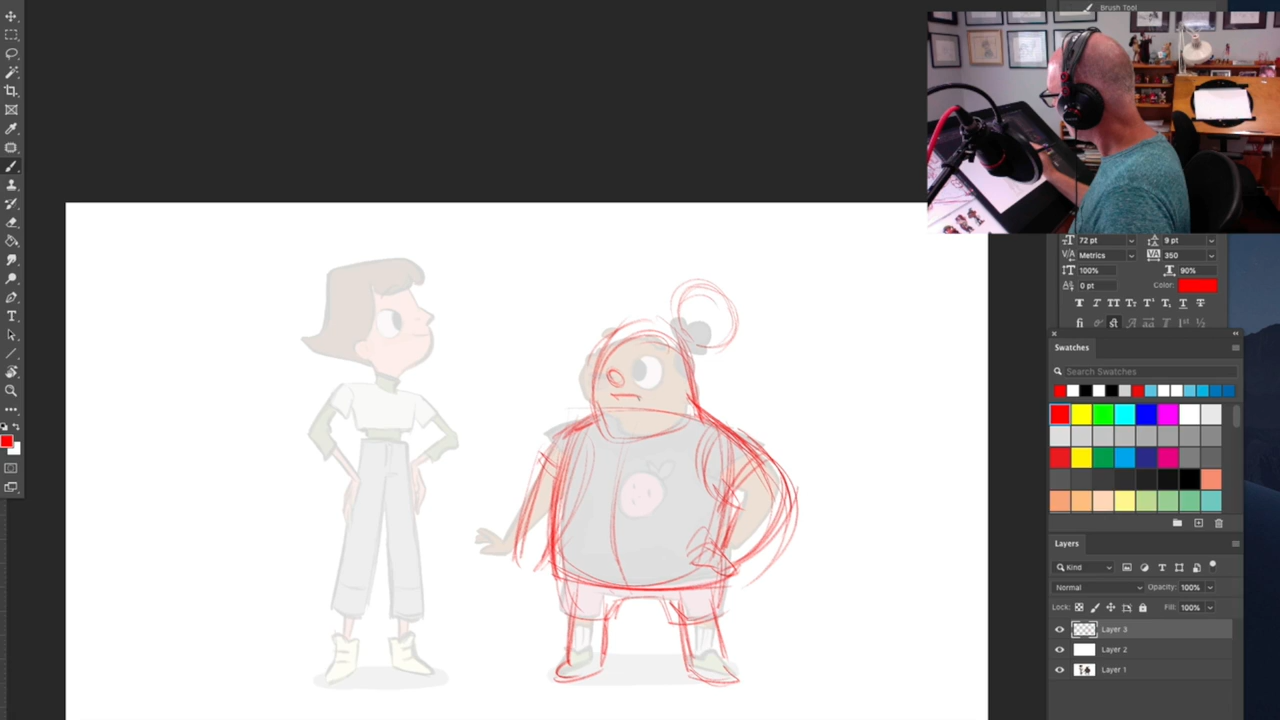 Brush Tool
72 pt
9 pt
Metrics
350
100%
90%
0 pt
Color:
Swatches
Search Swatches
Layers
Kind
Normal
Opacity: 100%
Lock:
Fill: 100%
Layer 3
Layer 2
Layer 1